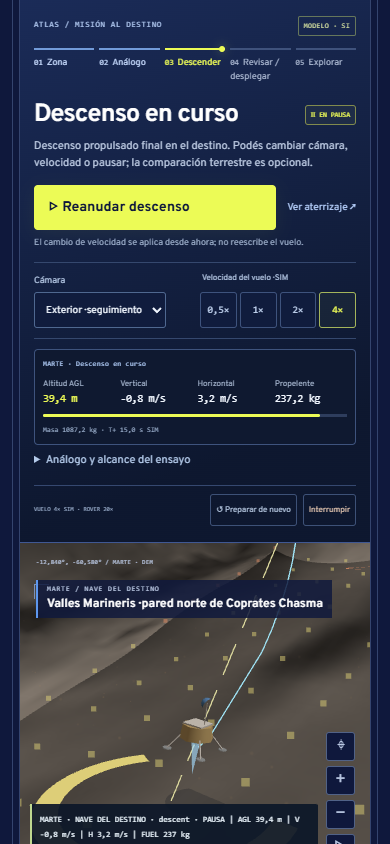 ATLAS / MISIÓN AL DESTINO
MODELO · SI
01 Zona
02 Análogo
03 Descender
04 Revisar /
desplegar
05 Explorar
Descenso en curso
⏸ EN PAUSA
Descenso propulsado final en el destino. Podés cambiar cámara,
velocidad o pausar; la comparación terrestre es opcional.
▷ Reanudar descenso
Ver aterrizaje ↗
El cambio de velocidad se aplica desde ahora; no reescribe el vuelo.
Cámara
Velocidad del vuelo ·SIM
Exterior ·seguimiento
0,5×
1×
2×
4×
MARTE · Descenso en curso
Altitud AGL
Vertical
Horizontal
Propelente
39,4 m
-0,8 m/s
3,2 m/s
237,2 kg
Masa 1087,2 kg · T+ 15,0 s SIM
▶ Análogo y alcance del ensayo
VUELO 4× SIM · ROVER 20×
↺ Preparar de nuevo
Interrumpir
-12,840°, -60,500° / MARTE · DEM
MARTE / NAVE DEL DESTINO
Valles Marineris ·pared norte de Coprates Chasma
+
−
MARTE · NAVE DEL DESTINO · descent · PAUSA | AGL 39,4 m | V
-0,8 m/s | H 3,2 m/s | FUEL 237 kg